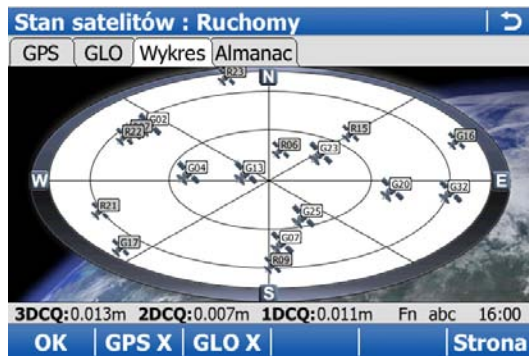 Stan satelitów : Ruchomy
GPS GLO Wykres Almanac
R23
N
G02
R22
R15
G16
R06
G23
G04
G13
W
E
G20
G32
R21
G25
G17
G07
R09
S
3DCQ:0.013m 2DCQ:0.007m 1DCQ:0.011m Fn abc 16:00
OK GPS X GLO X Strona